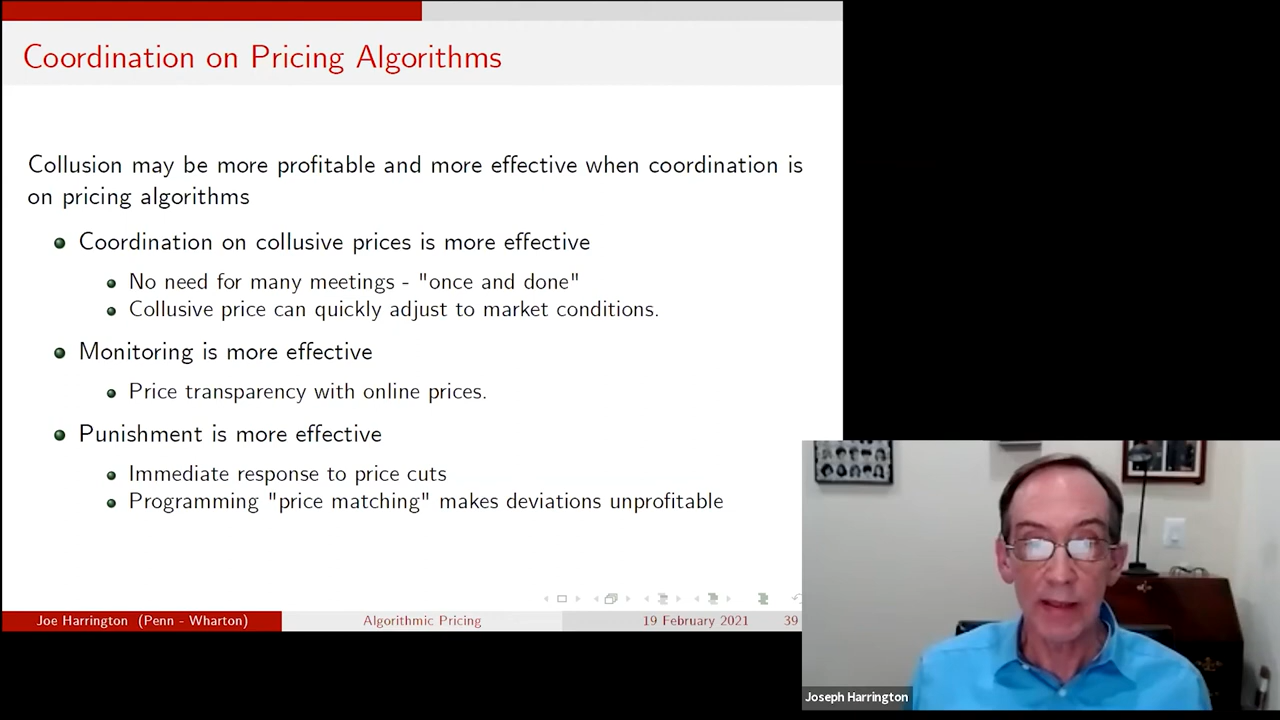 Coordination on Pricing Algorithms
Collusion may be more profitable and more effective when coordination is
on pricing algorithms
Coordination on collusive prices is more effective
No need for many meetings - "once and done"
Collusive price can quickly adjust to market conditions.
Monitoring is more effective
Price transparency with online prices.
Punishment is more effective
Immediate response to price cuts
Programming "price matching" makes deviations unprofitable
Joe Harrington (Penn - Wharton) Algorithmic Pricing 19 February 2021 39
Joseph Harrington